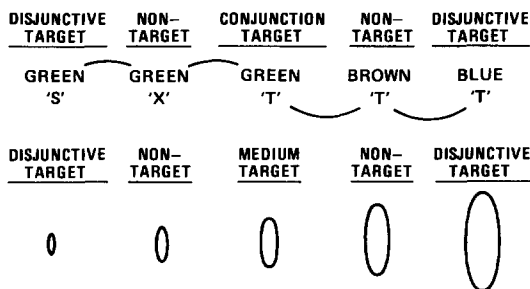 DISJUNCTIVE NON- CONJUNCTION NON- DISJUNCTIVE
TARGET TARGET TARGET TARGET TARGET
GREEN GREEN GREEN BROWN BLUE
'S' 'X' 'T' 'T' 'T'
DISJUNCTIVE NON- MEDIUM NON- DISJUNCTIVE
TARGET TARGET TARGET TARGET TARGET